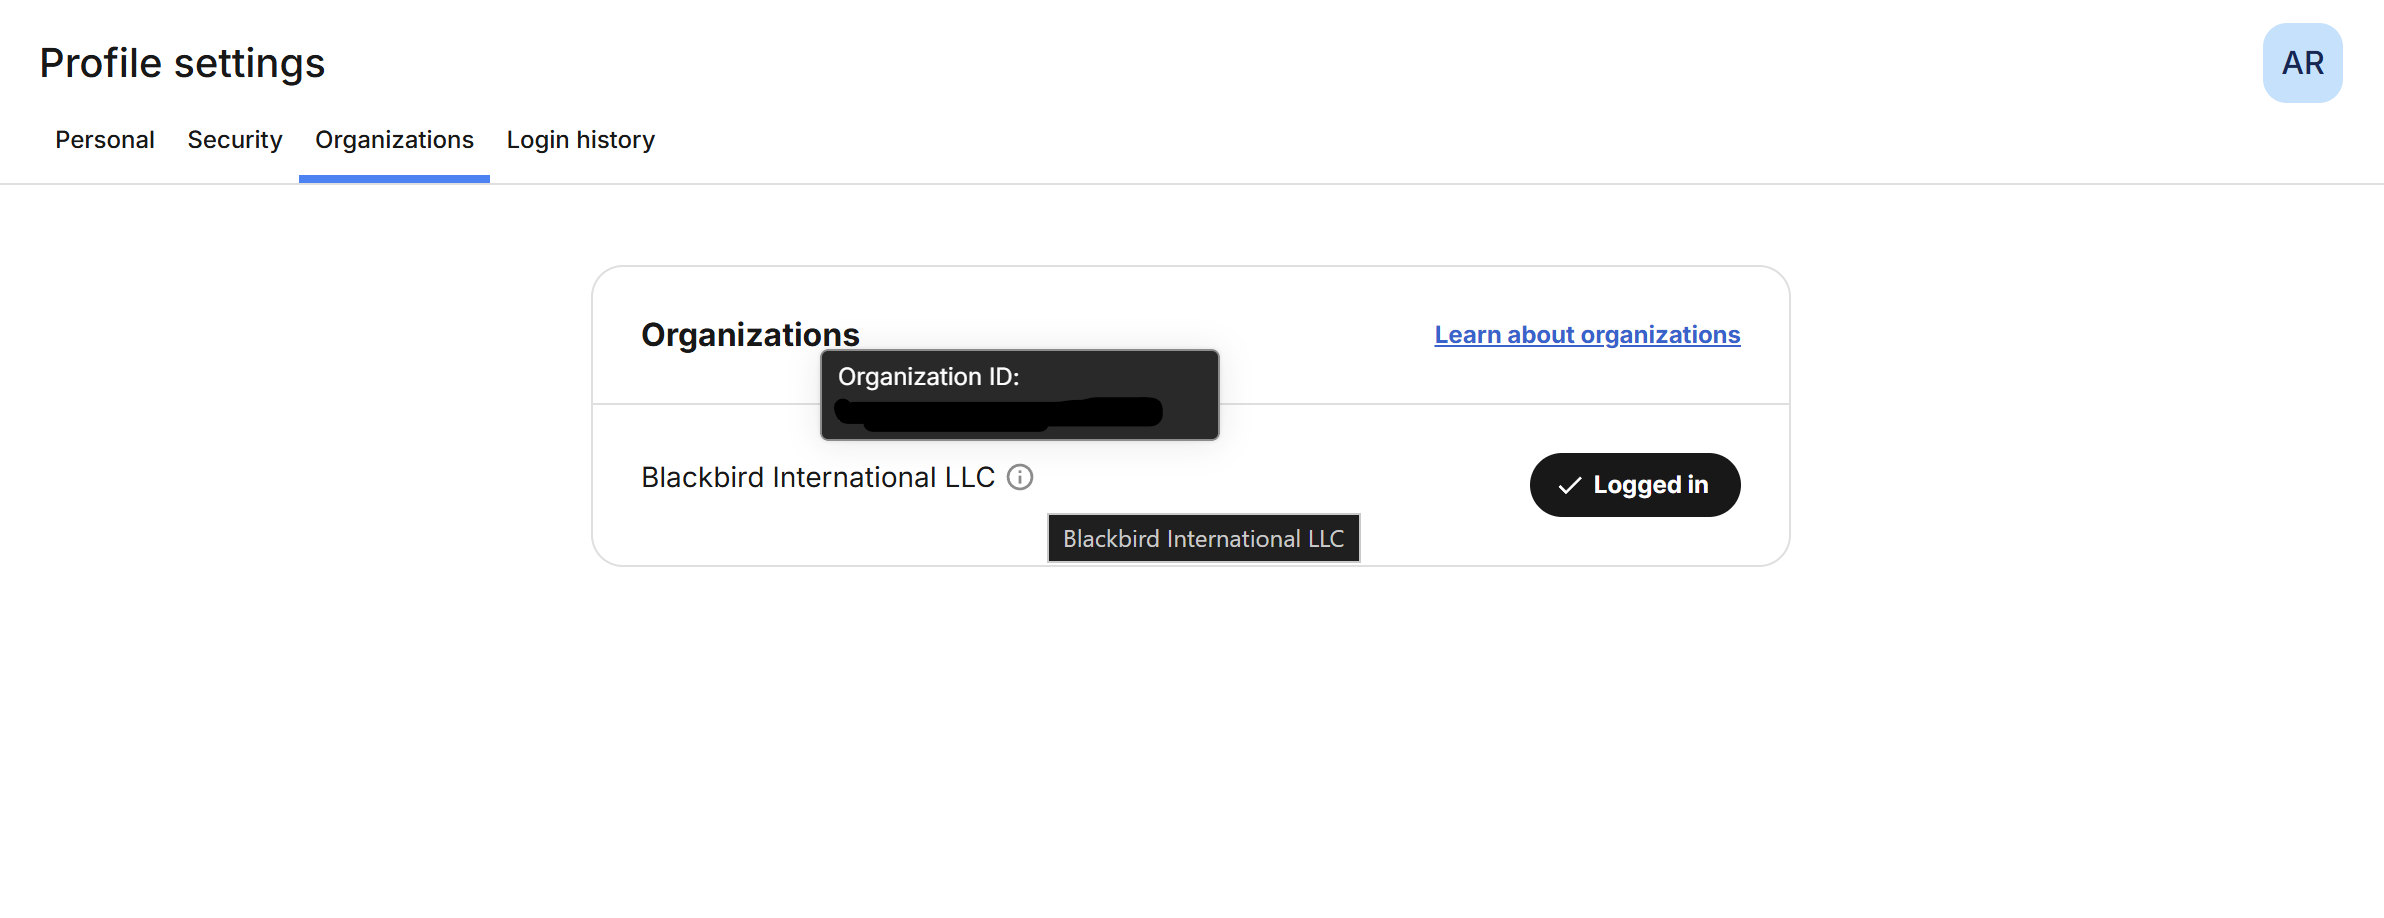 Profile settings
AR
Personal
Security
Organizations
Login history
Organizations
Learn about organizations
Organization ID:
Blackbird International LLC
Logged in
Blackbird International LLC